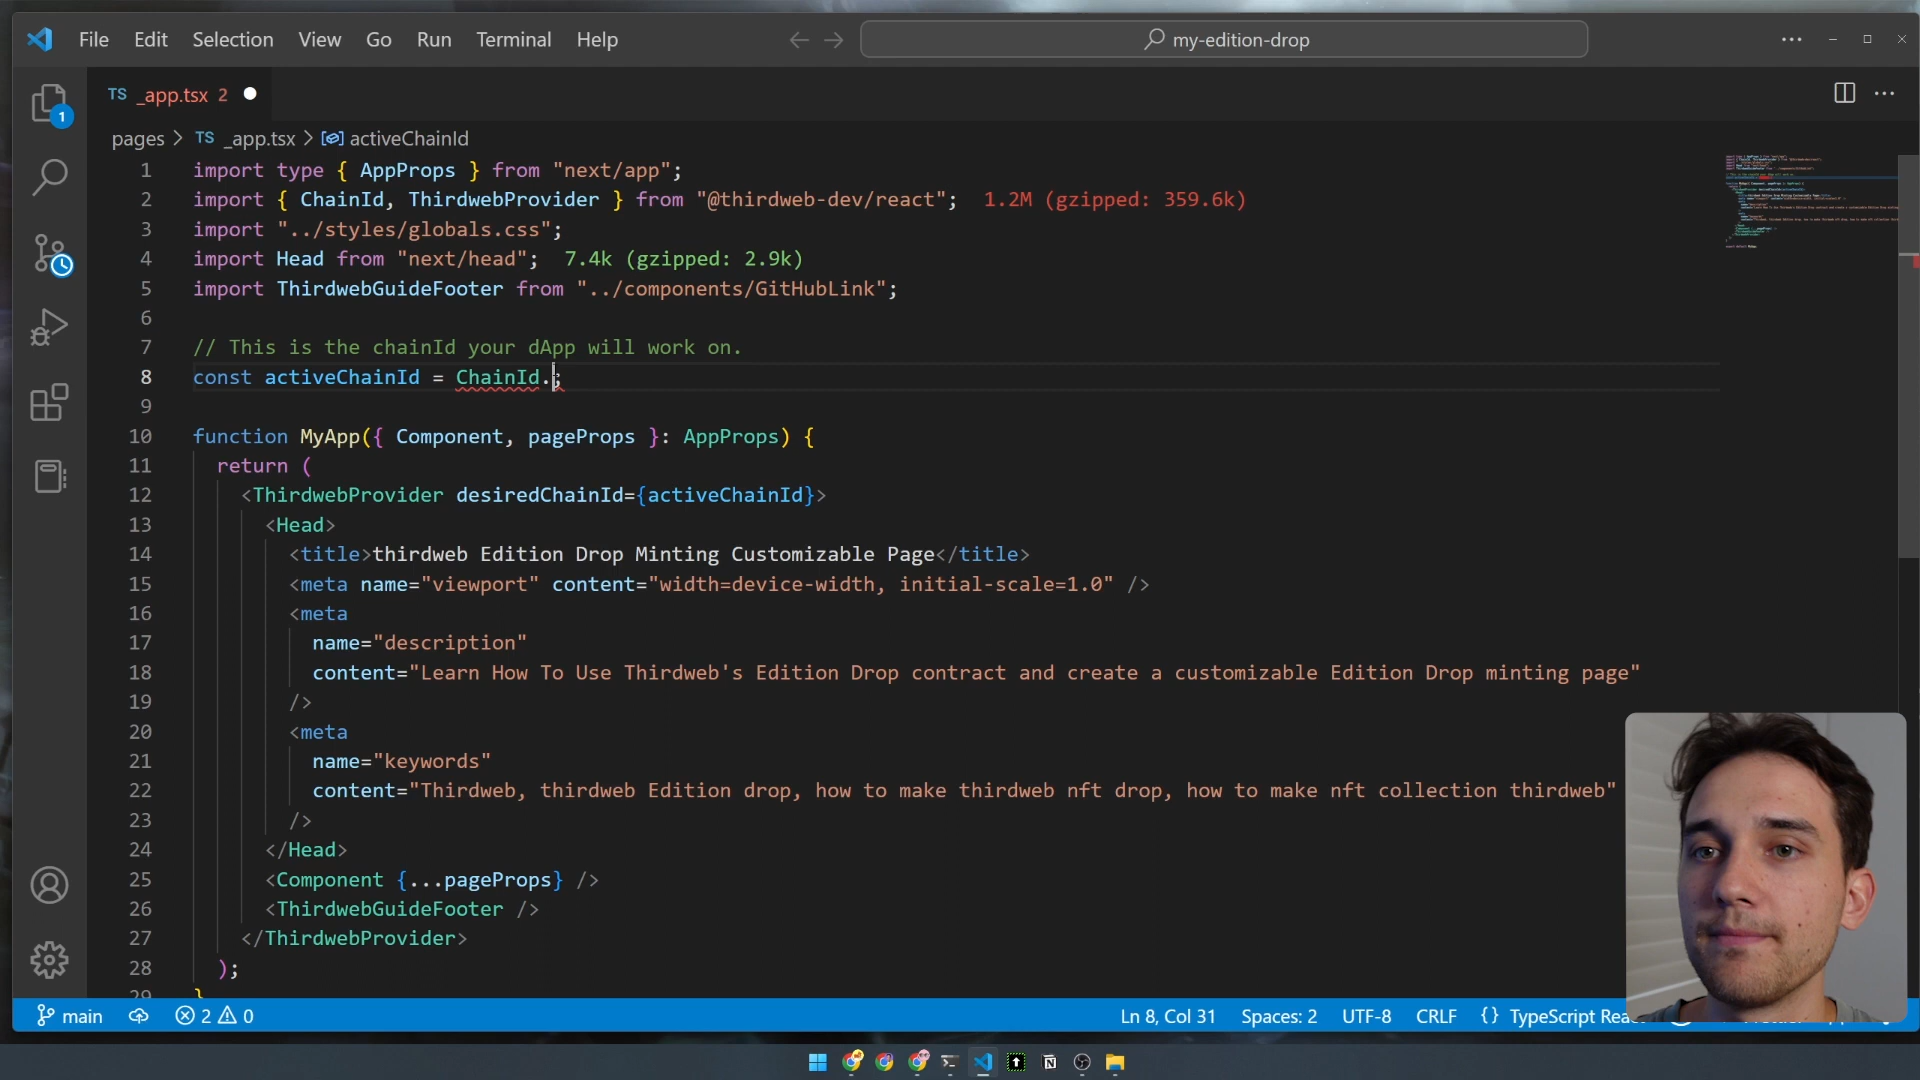 File Edit Selection View Go Run Terminal Help
my-edition-drop
TS _app.tsx 2
pages > TS _app.tsx > activeChainId
1 import type { AppProps } from "next/app";
2 import { ChainId, ThirdwebProvider } from "@thirdweb-dev/react"; 1.2M (gzipped: 359.6k)
3 import "../styles/globals.css";
4 import Head from "next/head"; 7.4k (gzipped: 2.9k)
5 import ThirdwebGuideFooter from "../components/GitHubLink";
6
7 // This is the chainId your dApp will work on.
8 const activeChainId = ChainId.;
9
10 function MyApp({ Component, pageProps }: AppProps) {
11 return (
12 <ThirdwebProvider desiredChainId={activeChainId}>
13 <Head>
14 <title>thirdweb Edition Drop Minting Customizable Page</title>
15 <meta name="viewport" content="width=device-width, initial-scale=1.0" />
16 <meta
17 name="description"
18 content="Learn How To Use Thirdweb's Edition Drop contract and create a customizable Edition Drop minting page"
19 />
20 <meta
21 name="keywords"
22 content="Thirdweb, thirdweb Edition drop, how to make thirdweb nft drop, how to make nft collection thirdweb"
23 />
24 </Head>
25 <Component {...pageProps} />
26 <ThirdwebGuideFooter />
27 </ThirdwebProvider>
28 );
29 }
1
main 2 0 Ln 8, Col 31 Spaces: 2 UTF-8 CRLF {} TypeScript